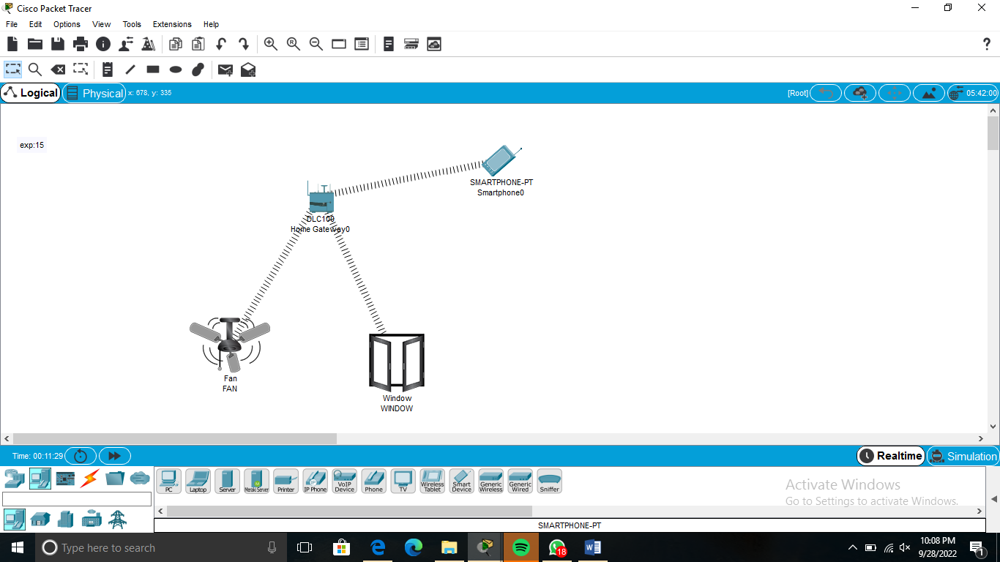 Cisco Packet Tracer
File Edit Options View Tools Extensions Help
?
Logical
Physical
x: 678, y: 335
[Root]
05:42:00
exp:15
SMARTPHONE-PT
Smartphone0
DLC100
Home Gateway0
Fan
FAN
Window
WINDOW
Time: 00:11:29
Realtime
Simulation
PC
Laptop
Server
Meraki Server
Printer
IP
IP Phone
VoIP
Device
Phone
TV
Wireless
Tablet
Smart
Device
Generic
Wireless
Generic
Wired
Sniffer
Activate Windows
Go to Settings to activate Windows.
SMARTPHONE-PT
Type here to search
18
W
10:08 PM
9/28/2022
1